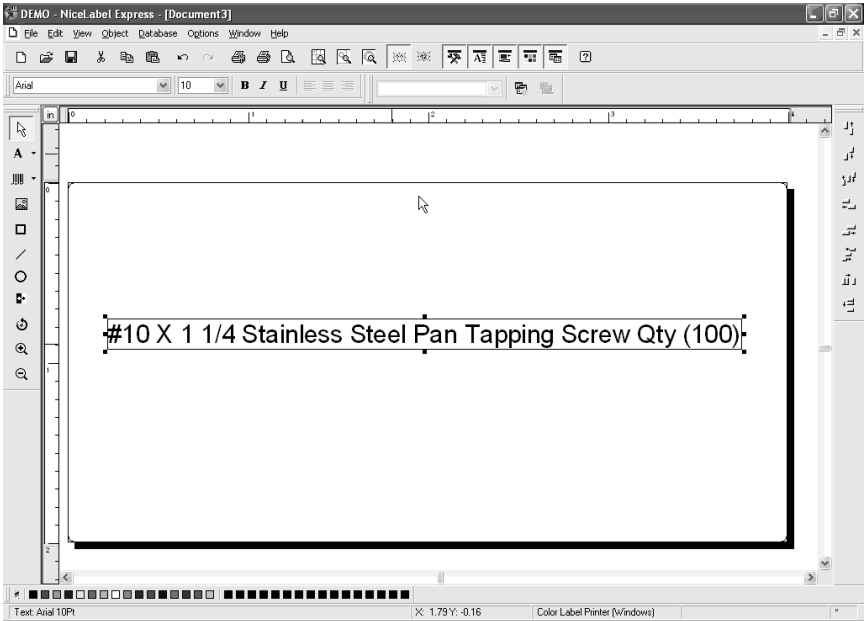 DEMO - NiceLabel Express - [Document3]
File Edit View Object Database Options Window Help
Arial 10 B I U
in 0 1 2 3 4
A
0
#10 X 1 1/4 Stainless Steel Pan Tapping Screw Qty (100)
1
2
Text: Arial 10Pt X: 1.79 Y: -0.16 Color Label Printer (Windows) *